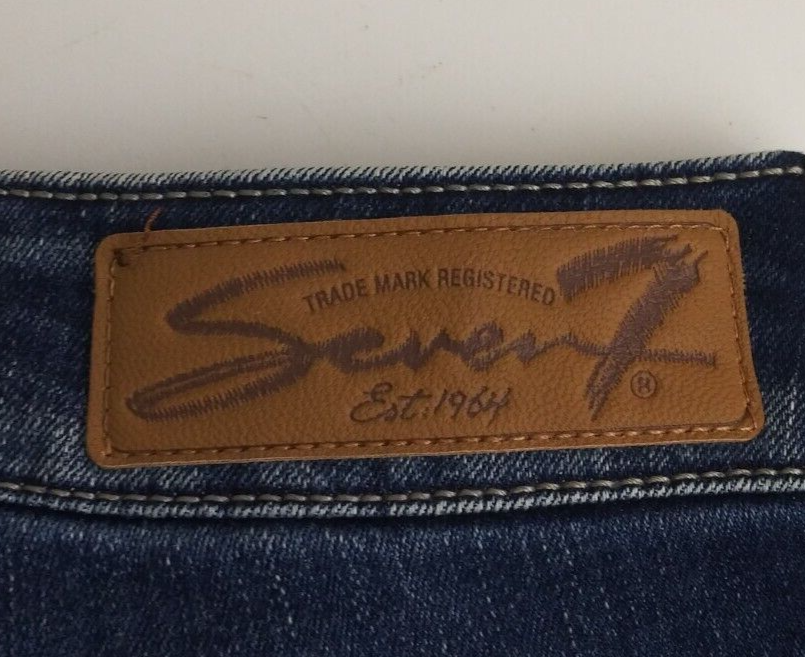 TRADE MARK REGISTERED
Seven7
®
Est. 1964